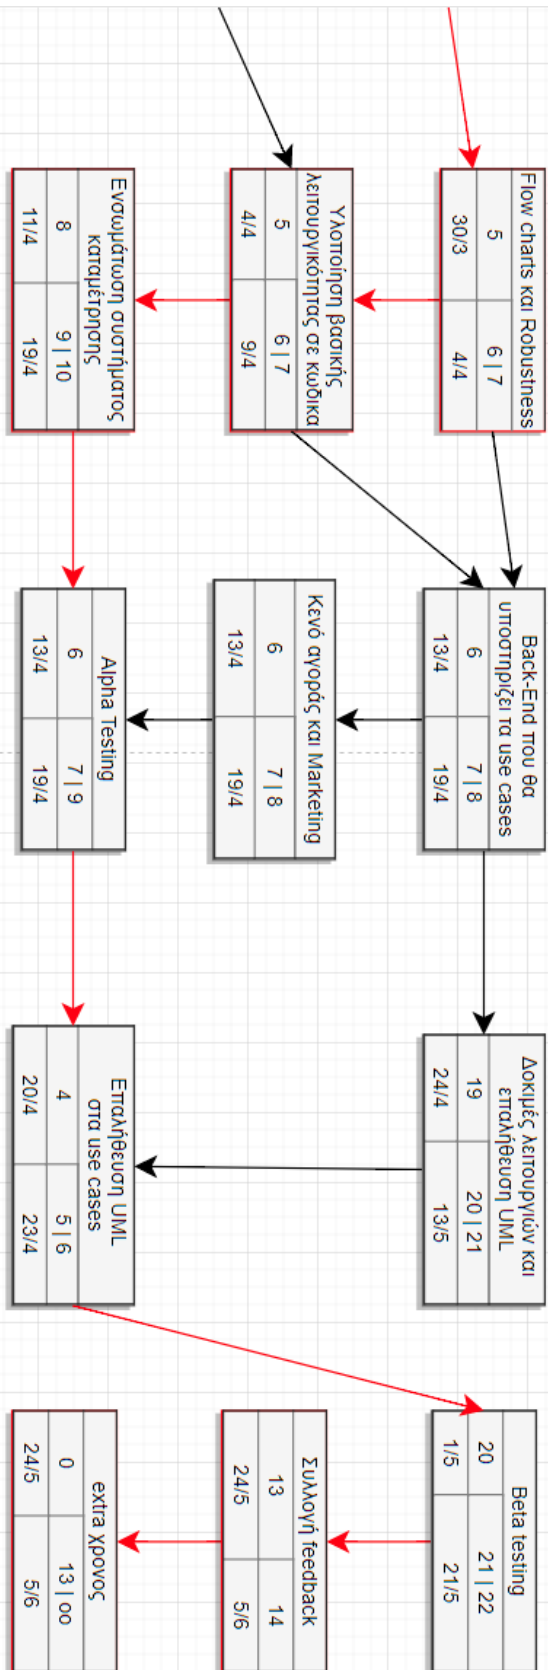 Flow charts και Robustness
5 6 | 7
30/3 4/4
Back-End που θα
υποστηρίζει τα use cases
6 7 | 8
13/4 19/4
Δοκιμές λειτουργιών και
επαλήθευση UML
19 20 | 21
24/4 13/5
Beta testing
20 21 | 22
1/5 21/5
Υλοποίηση βασικής
λειτουργικότητας σε κωδικα
5 6 | 7
4/4 9/4
Κενό αγοράς και Marketing
6 7 | 8
13/4 19/4
Συλλογή feedback
13 14
24/5 5/6
Ενσωμάτωση συστήματος
καταμέτρησης
8 9 | 10
11/4 19/4
Alpha Testing
6 7 | 9
13/4 19/4
Επαλήθευση UML
στα use cases
4 5 | 6
20/4 23/4
extra χρονος
0 13 | oo
24/5 5/6